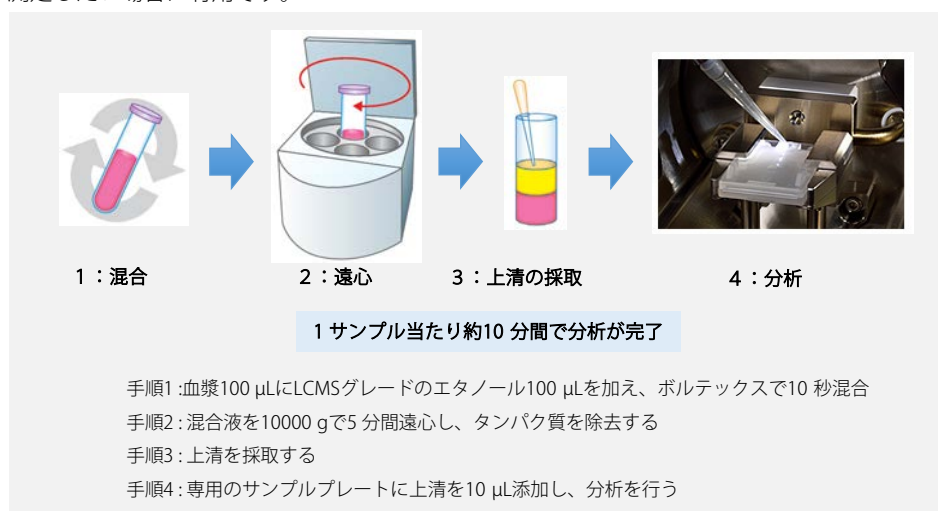 1：混合
2：遠心
3：上清の採取
4：分析
1 サンプル当たり約10 分間で分析が完了
手順1 :血漿100 µLにLCMSグレードのエタノール100 µLを加え、ボルテックスで10 秒混合
手順2 : 混合液を10000 gで5 分間遠心し、タンパク質を除去する
手順3 : 上清を採取する
手順4 : 専用のサンプルプレートに上清を10 µL添加し、分析を行う